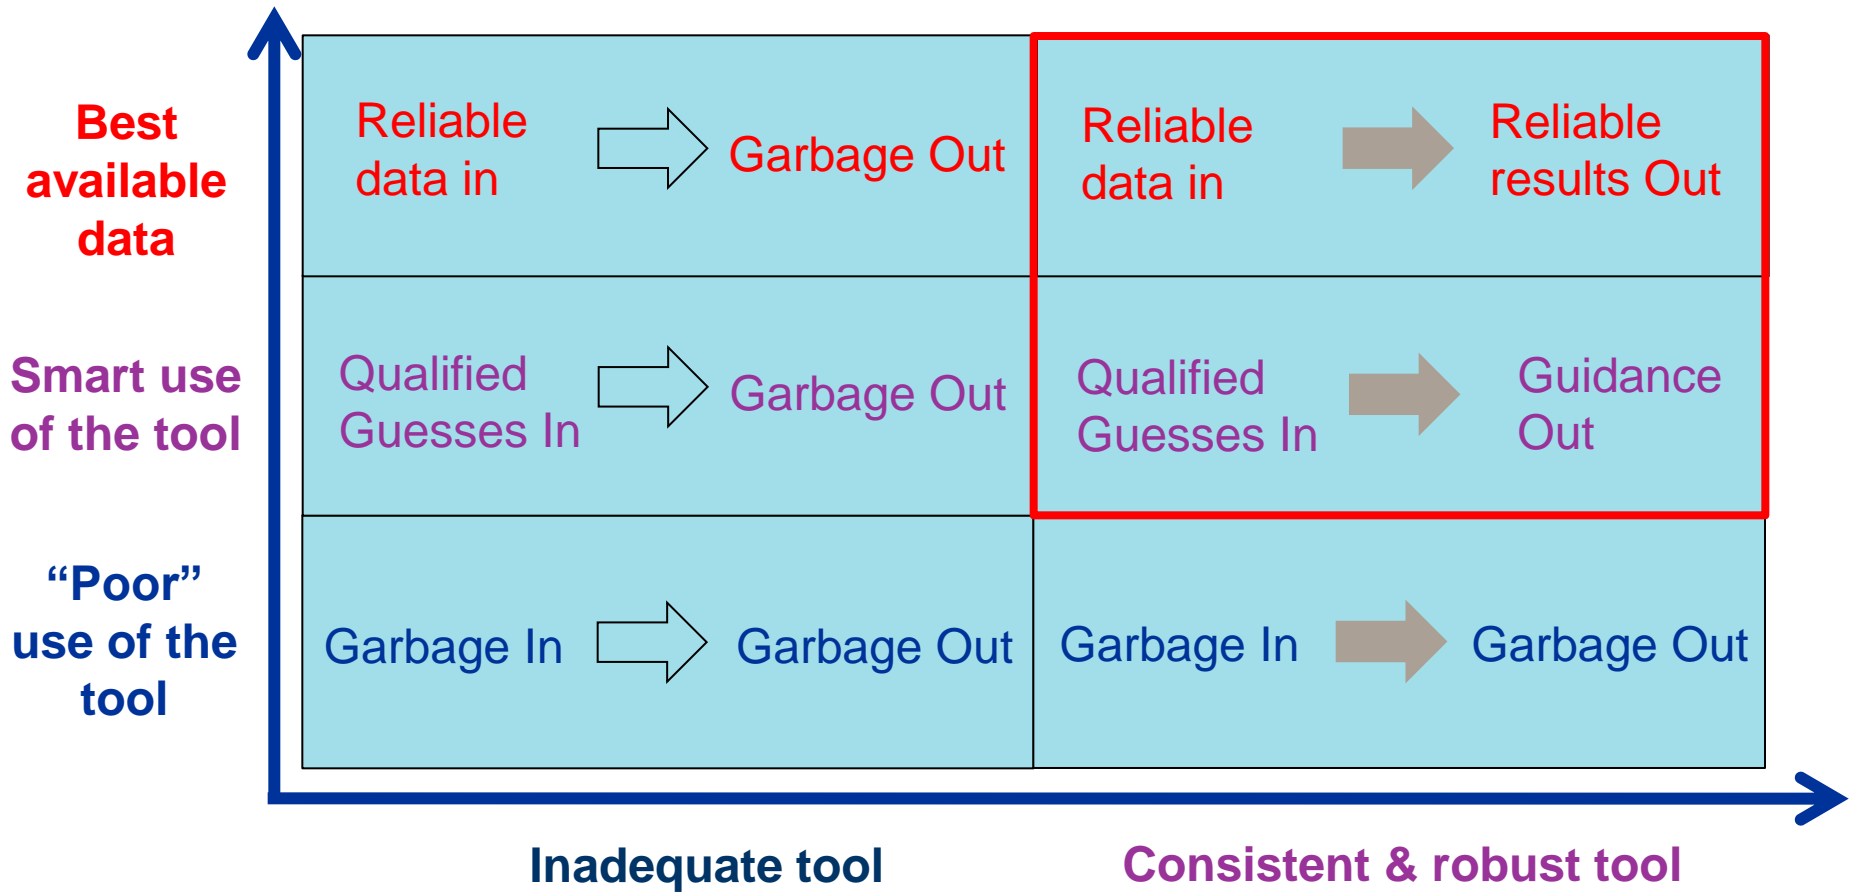 Best
available
data
Reliable
data in
Garbage Out
Reliable
data in
Reliable
results Out
Smart use
of the tool
Qualified
Guesses In
Garbage Out
Qualified
Guesses In
Guidance
Out
“Poor”
use of the
tool
Garbage In
Garbage Out
Garbage In
Garbage Out
Inadequate tool
Consistent & robust tool